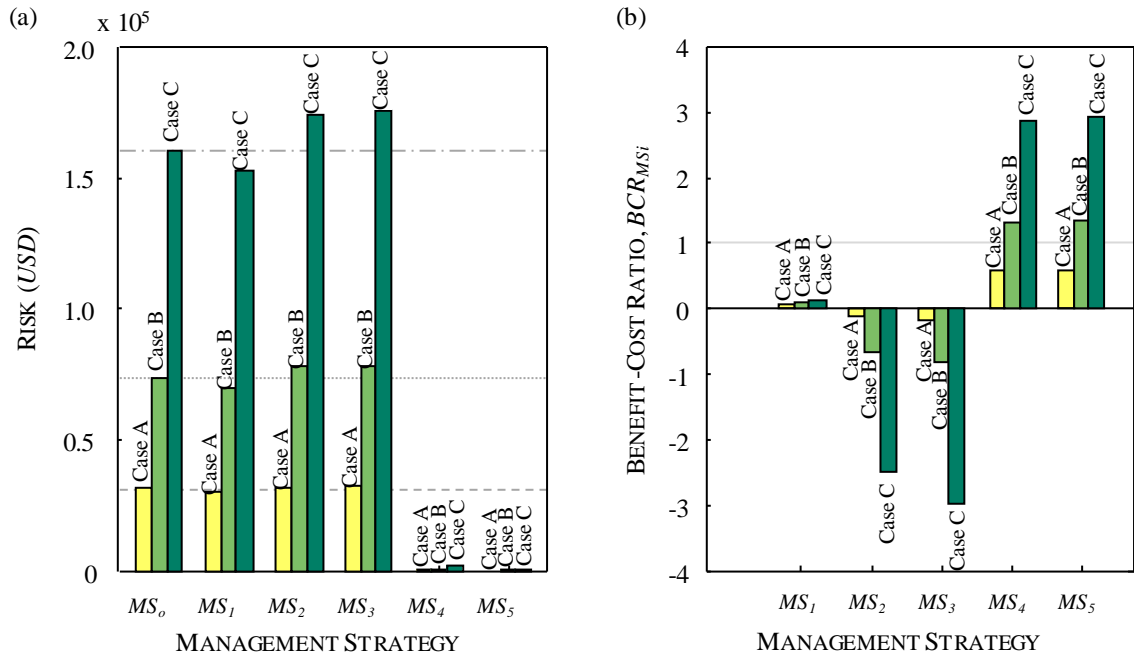 (a)
x 10⁵
2.0
1.5
1.0
0.5
0
RISK (USD)
Case A
Case B
Case C
Case A
Case B
Case C
Case A
Case B
Case C
Case A
Case B
Case C
Case A
Case B
Case C
Case A
Case B
Case C
MSₒ MS₁ MS₂ MS₃ MS₄ MS₅
MANAGEMENT STRATEGY
(b)
4
3
2
1
0
-1
-2
-3
-4
BENEFIT-COST RATIO, BCR_MSi
Case A
Case B
Case C
Case A
Case B
Case C
Case A
Case B
Case C
Case A
Case B
Case C
Case A
Case B
Case C
MS₁ MS₂ MS₃ MS₄ MS₅
MANAGEMENT STRATEGY